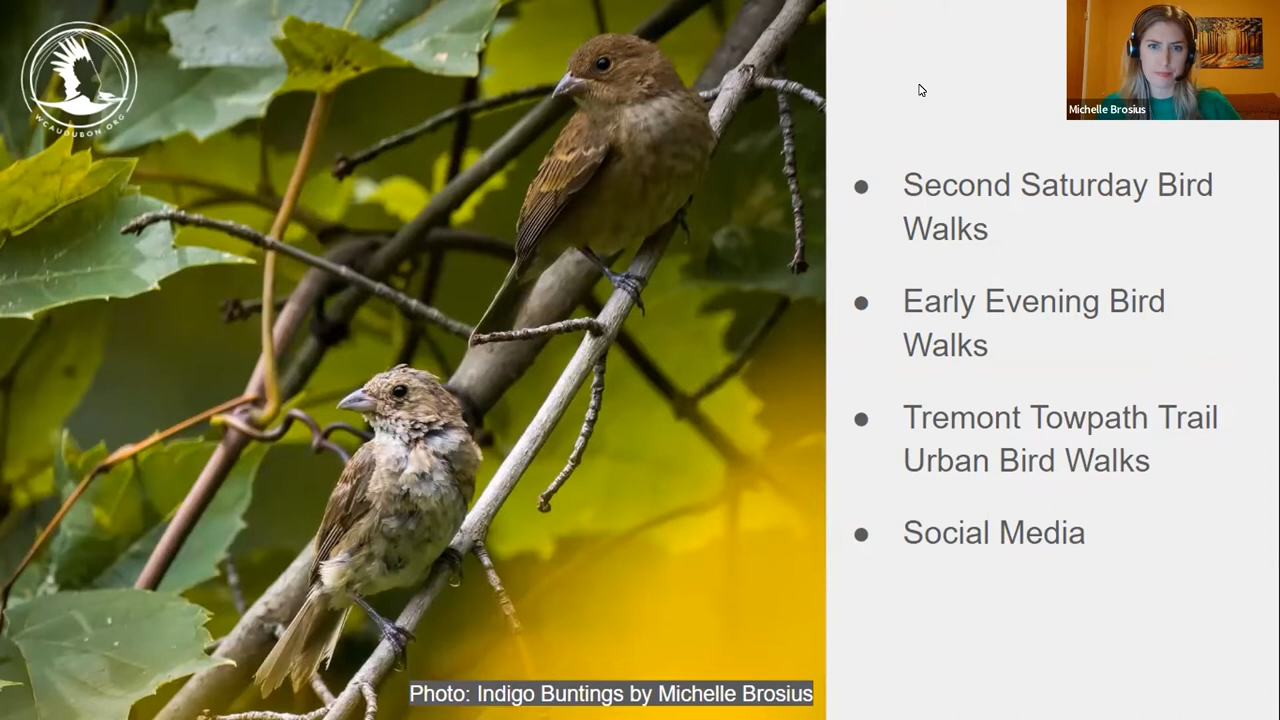 WCAUDUBON.ORG
Michelle Brosius
Second Saturday Bird
Walks
Early Evening Bird
Walks
Tremont Towpath Trail
Urban Bird Walks
Social Media
Photo: Indigo Buntings by Michelle Brosius